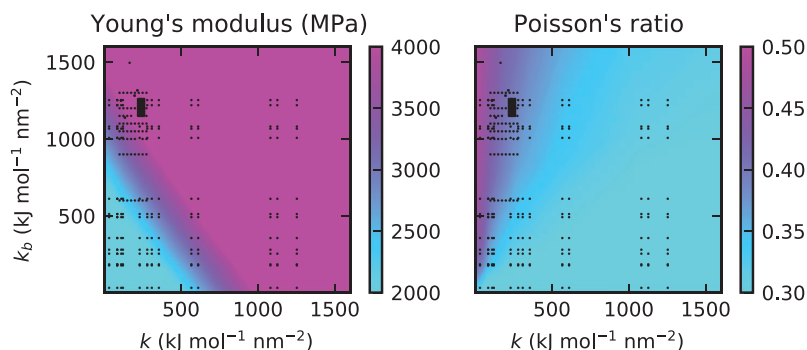 Young's modulus (MPa)
Poisson's ratio
1500
1000
500
k_b (kJ mol⁻¹ nm⁻²)
4000
3500
3000
2500
2000
0.50
0.45
0.40
0.35
0.30
500 1000 1500
500 1000 1500
k (kJ mol⁻¹ nm⁻²)
k (kJ mol⁻¹ nm⁻²)